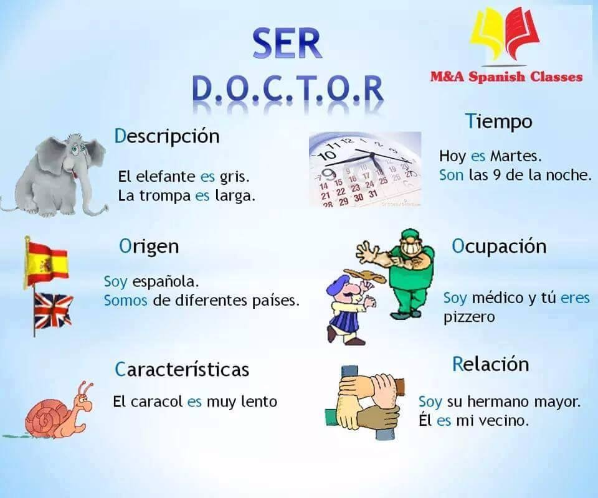 SER
D.O.C.T.O.R
M&A Spanish Classes
Descripción
El elefante es gris.
La trompa es larga.
Tiempo
Hoy es Martes.
Son las 9 de la noche.
Origen
Soy española.
Somos de diferentes países.
Ocupación
Soy médico y tú eres
pizzero
Características
El caracol es muy lento
Relación
Soy su hermano mayor.
Él es mi vecino.